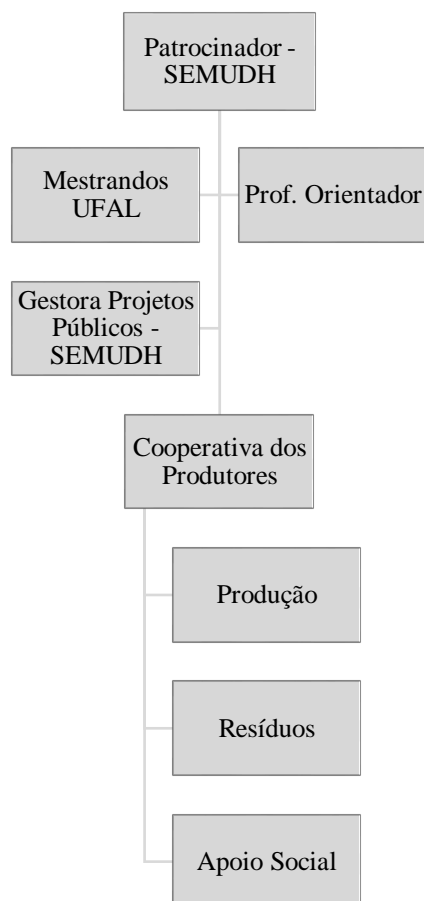 Patrocinador -
SEMUDH
Mestrandos
UFAL
Prof. Orientador
Gestora Projetos
Públicos -
SEMUDH
Cooperativa dos
Produtores
Produção
Resíduos
Apoio Social